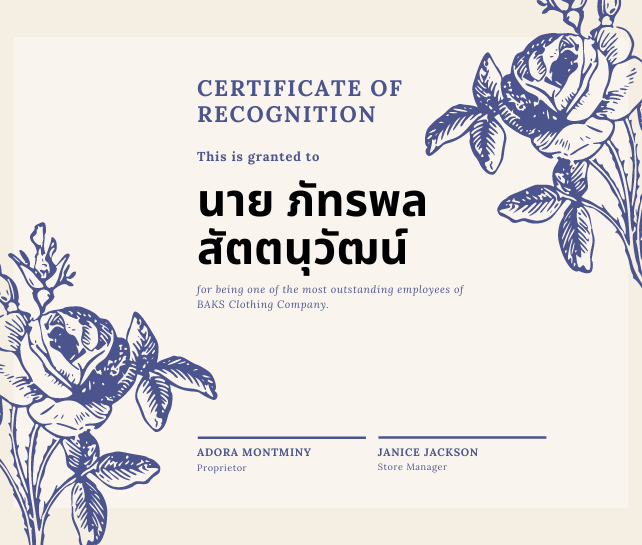 CERTIFICATE OF
RECOGNITION
This is granted to
นาย ภัทรพล
สัตตนุวัฒน์
for being one of the most outstanding employees of
BAKS Clothing Company.
ADORA MONTMINY
Proprietor
JANICE JACKSON
Store Manager